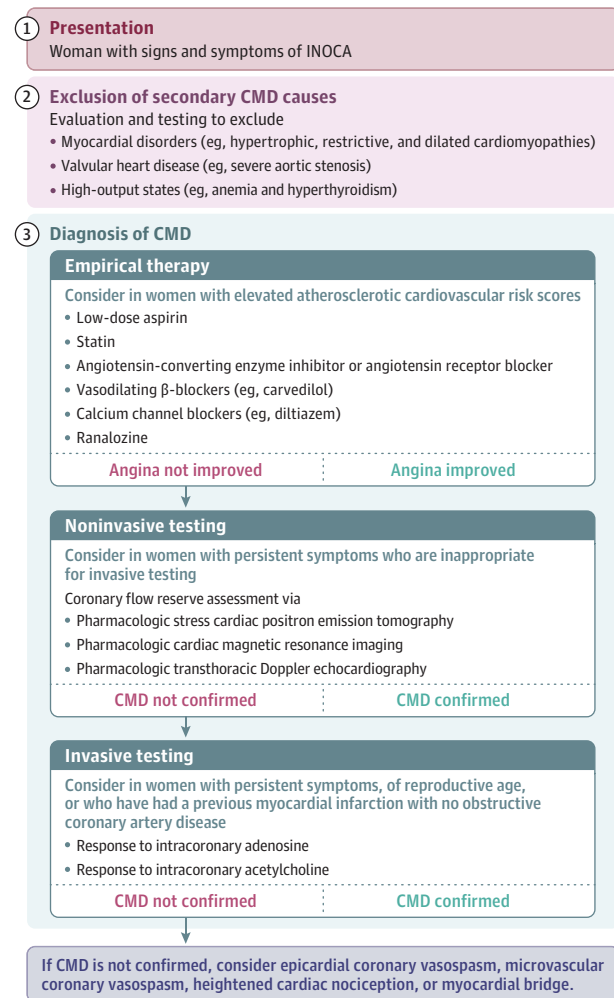 1 Presentation
Woman with signs and symptoms of INOCA
2 Exclusion of secondary CMD causes
Evaluation and testing to exclude
• Myocardial disorders (eg, hypertrophic, restrictive, and dilated cardiomyopathies)
• Valvular heart disease (eg, severe aortic stenosis)
• High-output states (eg, anemia and hyperthyroidism)
3 Diagnosis of CMD
Empirical therapy
Consider in women with elevated atherosclerotic cardiovascular risk scores
• Low-dose aspirin
• Statin
• Angiotensin-converting enzyme inhibitor or angiotensin receptor blocker
• Vasodilating β-blockers (eg, carvedilol)
• Calcium channel blockers (eg, diltiazem)
• Ranalozine
Angina not improved Angina improved
Noninvasive testing
Consider in women with persistent symptoms who are inappropriate
for invasive testing
Coronary flow reserve assessment via
• Pharmacologic stress cardiac positron emission tomography
• Pharmacologic cardiac magnetic resonance imaging
• Pharmacologic transthoracic Doppler echocardiography
CMD not confirmed CMD confirmed
Invasive testing
Consider in women with persistent symptoms, of reproductive age,
or who have had a previous myocardial infarction with no obstructive
coronary artery disease
• Response to intracoronary adenosine
• Response to intracoronary acetylcholine
CMD not confirmed CMD confirmed
If CMD is not confirmed, consider epicardial coronary vasospasm, microvascular
coronary vasospasm, heightened cardiac nociception, or myocardial bridge.